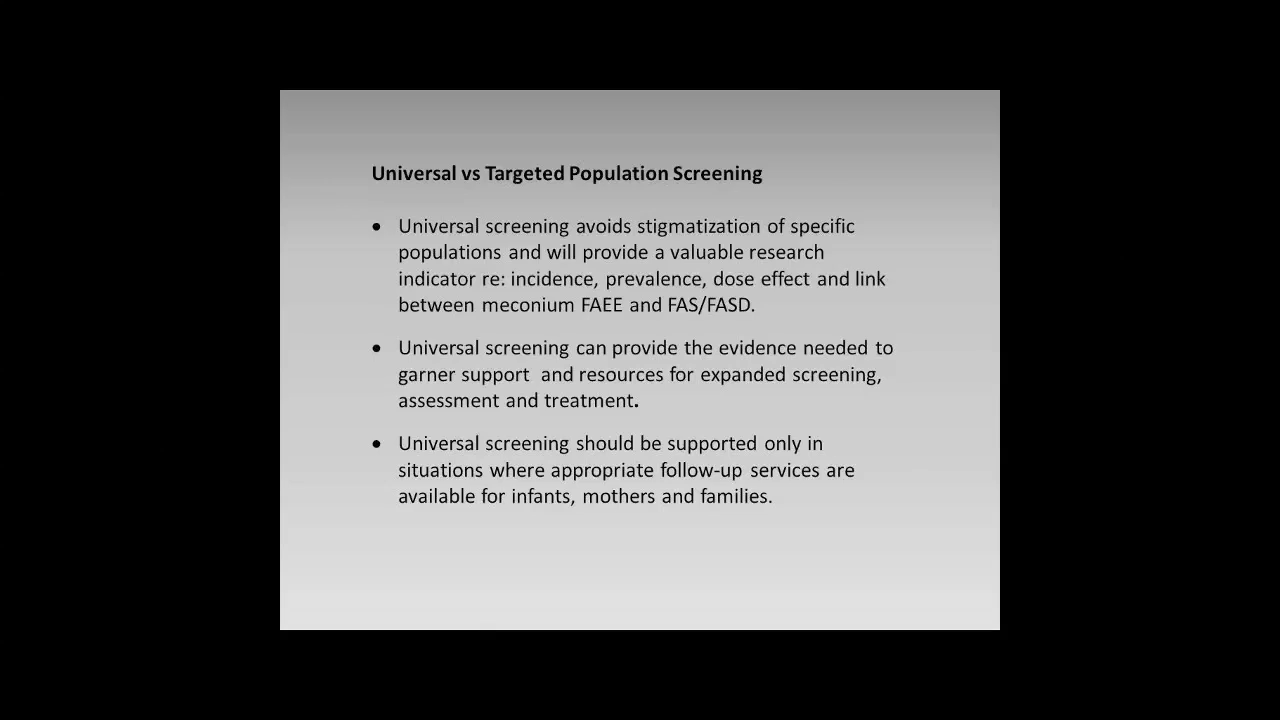 Universal vs Targeted Population Screening
• Universal screening avoids stigmatization of specific
populations and will provide a valuable research
indicator re: incidence, prevalence, dose effect and link
between meconium FAEE and FAS/FASD.
• Universal screening can provide the evidence needed to
garner support  and resources for expanded screening,
assessment and treatment.
• Universal screening should be supported only in
situations where appropriate follow-up services are
available for infants, mothers and families.